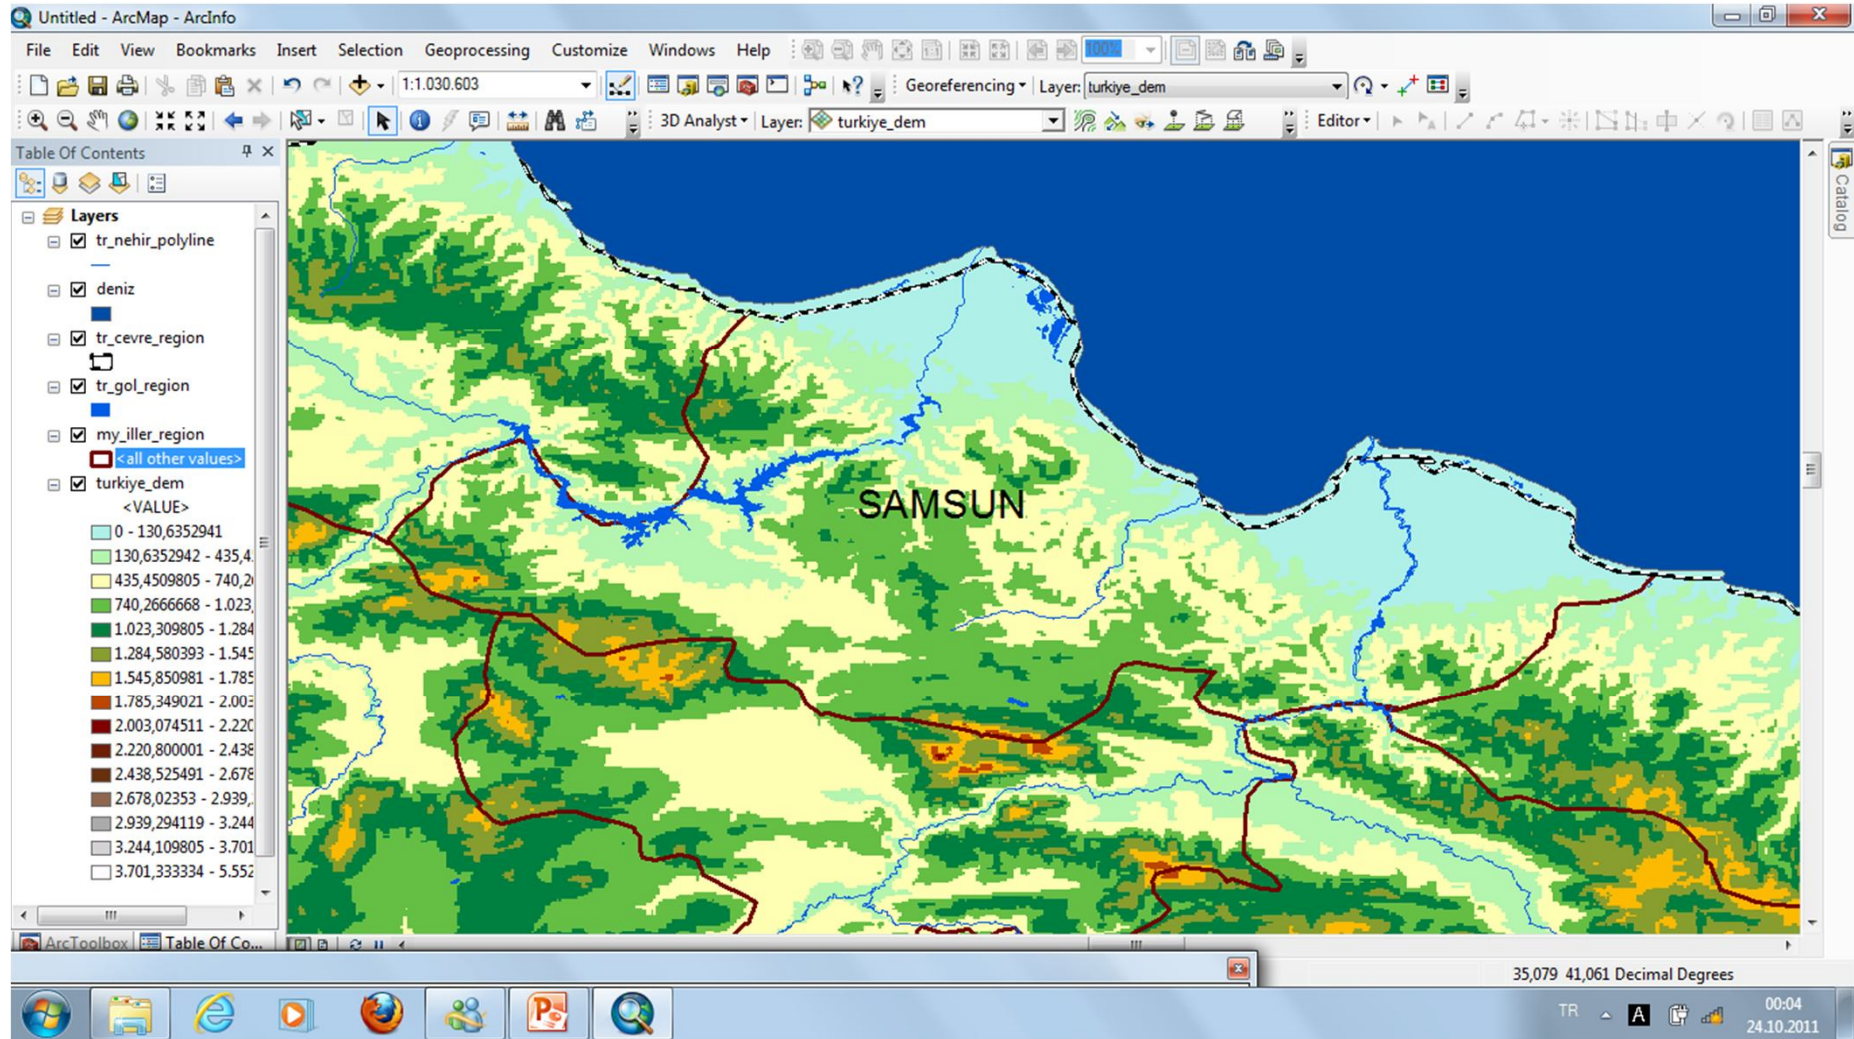 Untitled - ArcMap - ArcInfo
File Edit View Bookmarks Insert Selection Geoprocessing Customize Windows Help 100%
1:1.030.603 Georeferencing Layer: turkiye_dem
3D Analyst Layer: turkiye_dem Editor
Table Of Contents
Catalog
Layers
tr_nehir_polyline
deniz
tr_cevre_region
tr_gol_region
my_iller_region
<all other values>
turkiye_dem
<VALUE>
0 - 130,6352941
130,6352942 - 435,4
435,4509805 - 740,2
740,2666668 - 1.023,
1.023,309805 - 1.284
1.284,580393 - 1.545
1.545,850981 - 1.785
1.785,349021 - 2.003
2.003,074511 - 2.220
2.220,800001 - 2.438
2.438,525491 - 2.678
2.678,02353 - 2.939,
2.939,294119 - 3.244
3.244,109805 - 3.701
3.701,333334 - 5.552
SAMSUN
ArcToolbox Table Of Co...
35,079 41,061 Decimal Degrees
TR A 00:04
24.10.2011